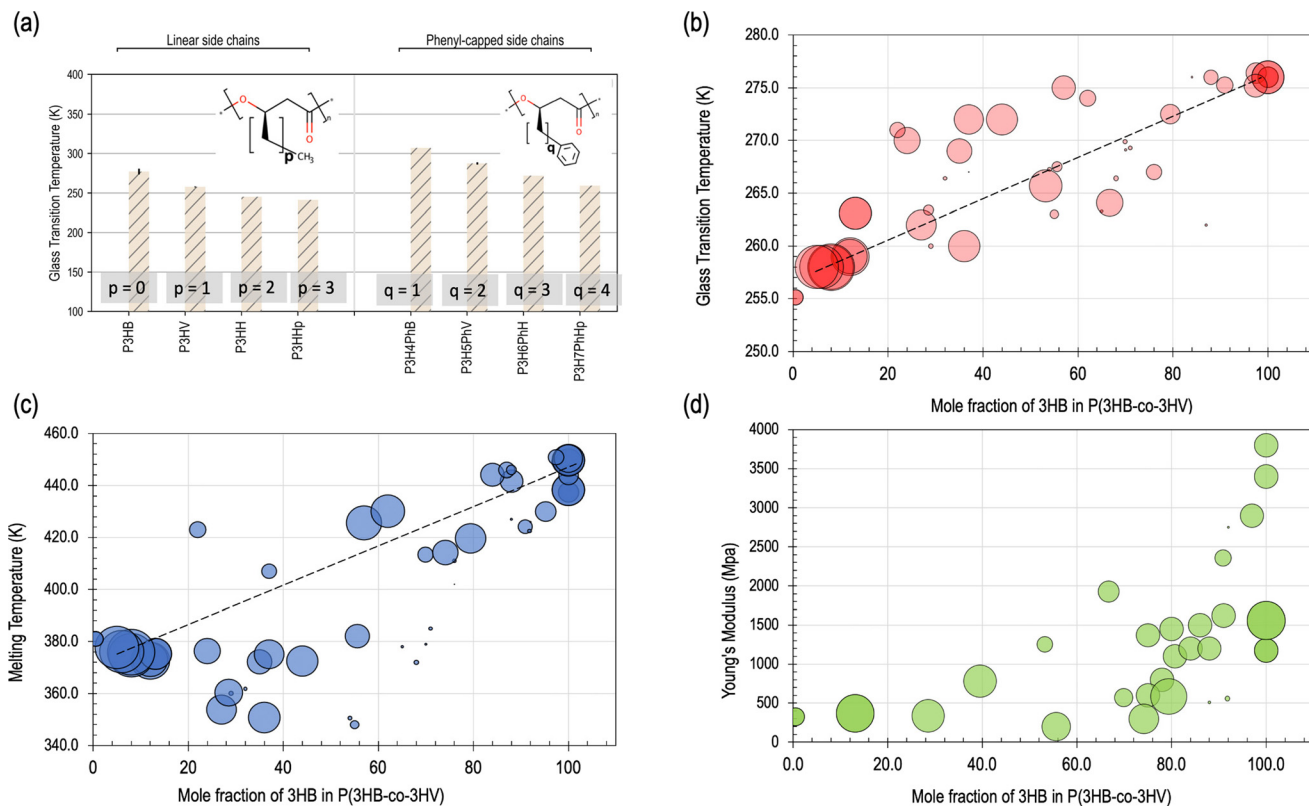 (a)
Linear side chains
Phenyl-capped side chains
Glass Transition Temperature (K)
400
350
300
250
200
150
100
O
O
n
p
CH3
O
O
n
q
p = 0
p = 1
p = 2
p = 3
q = 1
q = 2
q = 3
q = 4
P3HB
P3HV
P3HH
P3HHp
P3H4PhB
P3H5PhV
P3H6PhH
P3H7PhHp
(b)
Glass Transition Temperature (K)
280.0
275.0
270.0
265.0
260.0
255.0
250.0
0 20 40 60 80 100
Mole fraction of 3HB in P(3HB-co-3HV)
(c)
Melting Temperature (K)
460.0
440.0
420.0
400.0
380.0
360.0
340.0
0 20 40 60 80 100
Mole fraction of 3HB in P(3HB-co-3HV)
(d)
Young's Modulus (Mpa)
4000
3500
3000
2500
2000
1500
1000
500
0
0.0 20.0 40.0 60.0 80.0 100.0
Mole fraction of 3HB in P(3HB-co-3HV)